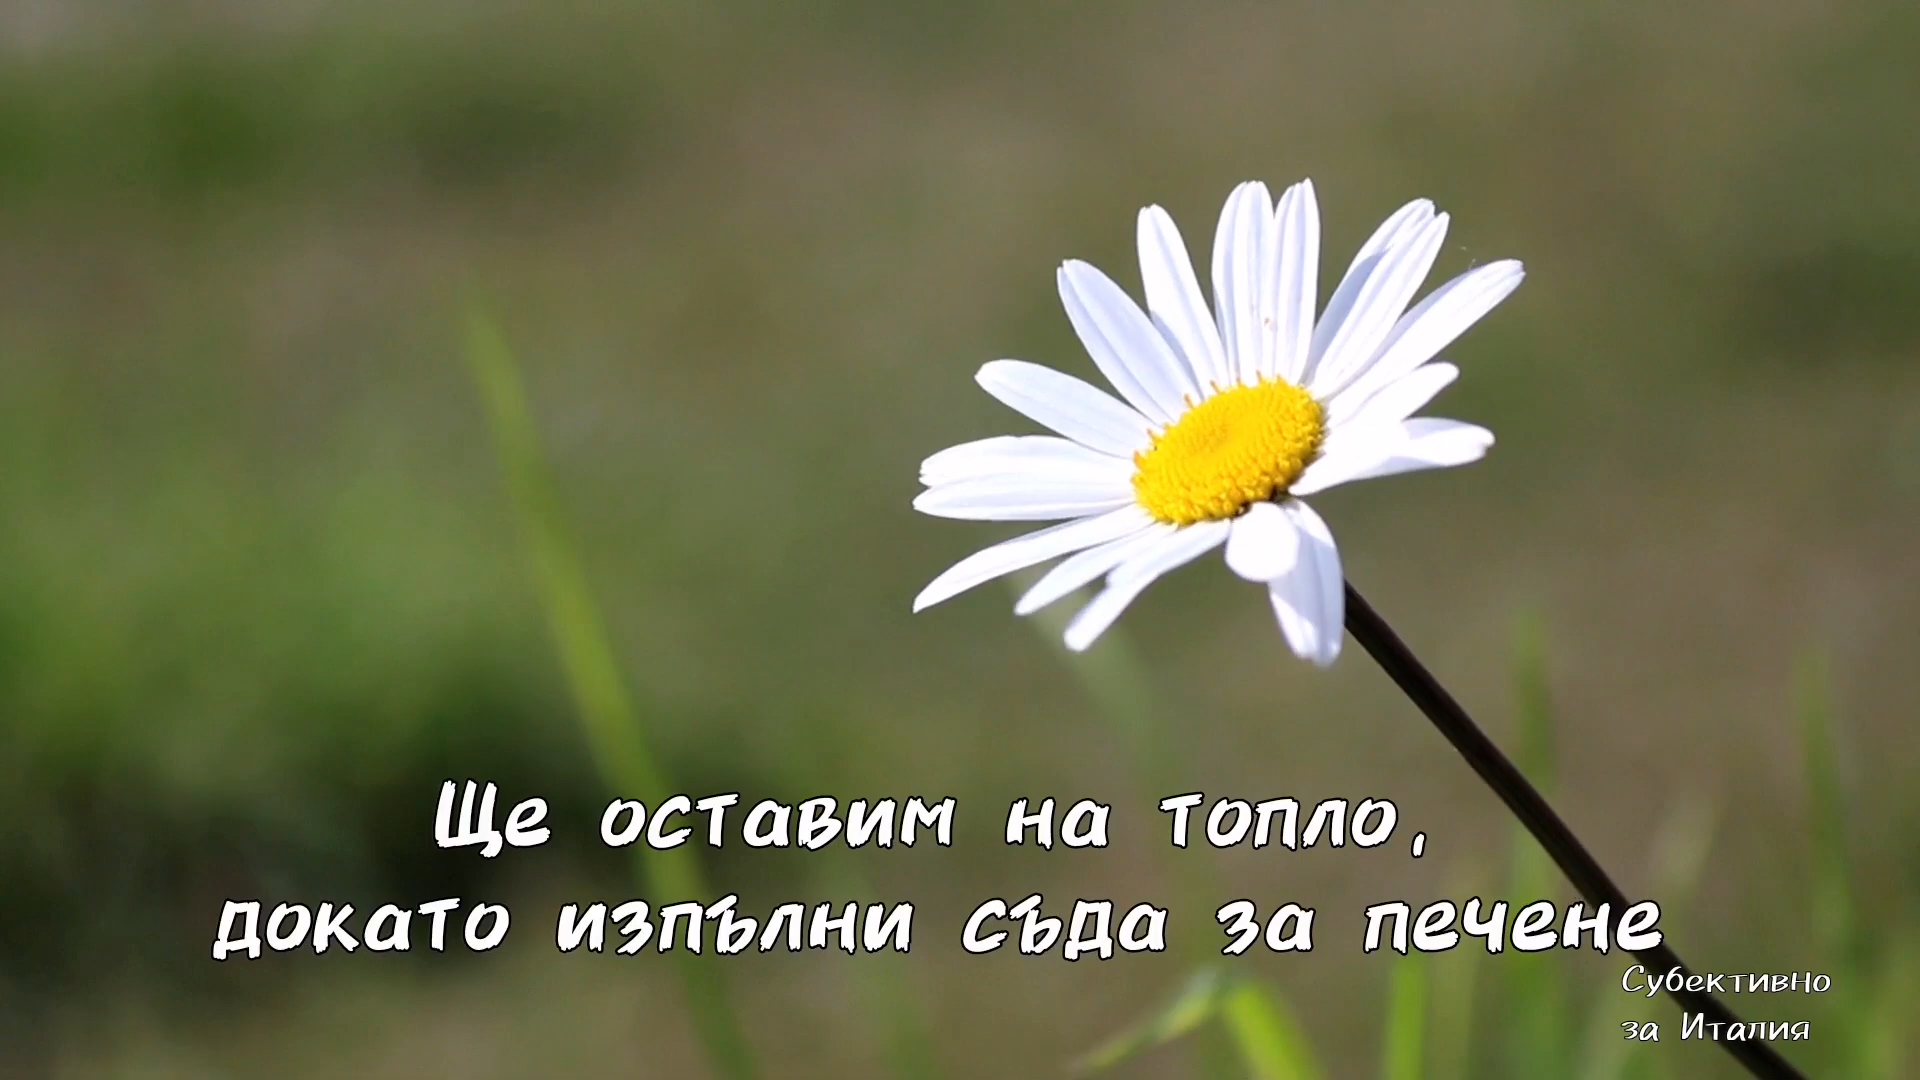 Ще оставим на топло,
докато изпълни съда за печене
Субективно
за Италия